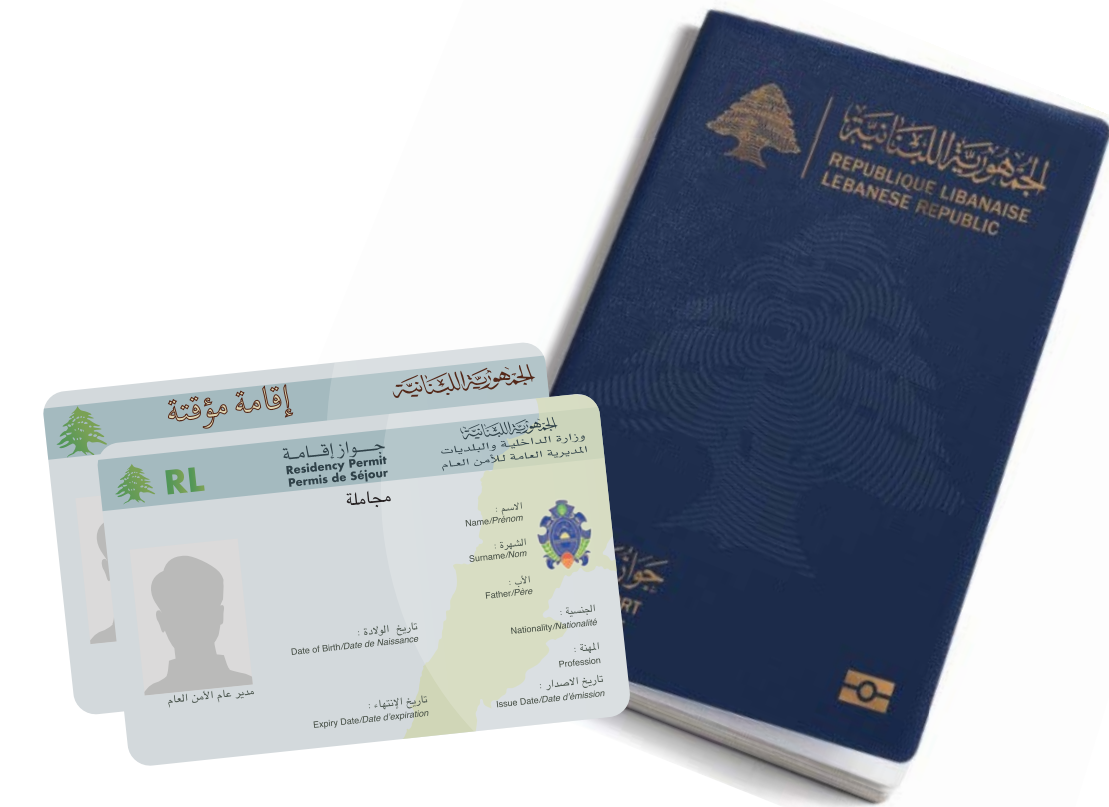 الجمهورية اللبنانية
REPUBLIQUE LIBANAISE
LEBANESE REPUBLIC
جواز
RT
إقامة مؤقتة
الجمهورية اللبنانية
RL
جـــواز إقـامــة
Residency Permit
Permis de Séjour
الجمهورية اللبنانية
وزارة الداخلية والبلديات
المديرية العامة للأمن العام
مجاملة
الاسم :
Name/Prénom
الشهرة :
Surname/Nom
الأب :
Father/Père
الجنسية :
Nationality/Nationalité
تاريخ الولادة :
Date of Birth/Date de Naissance
المهنة :
Profession
تاريخ الاصدار :
Issue Date/Date d'émission
تاريخ الإنتهاء :
Expiry Date/Date d'expiration
مدير عام الأمن العام